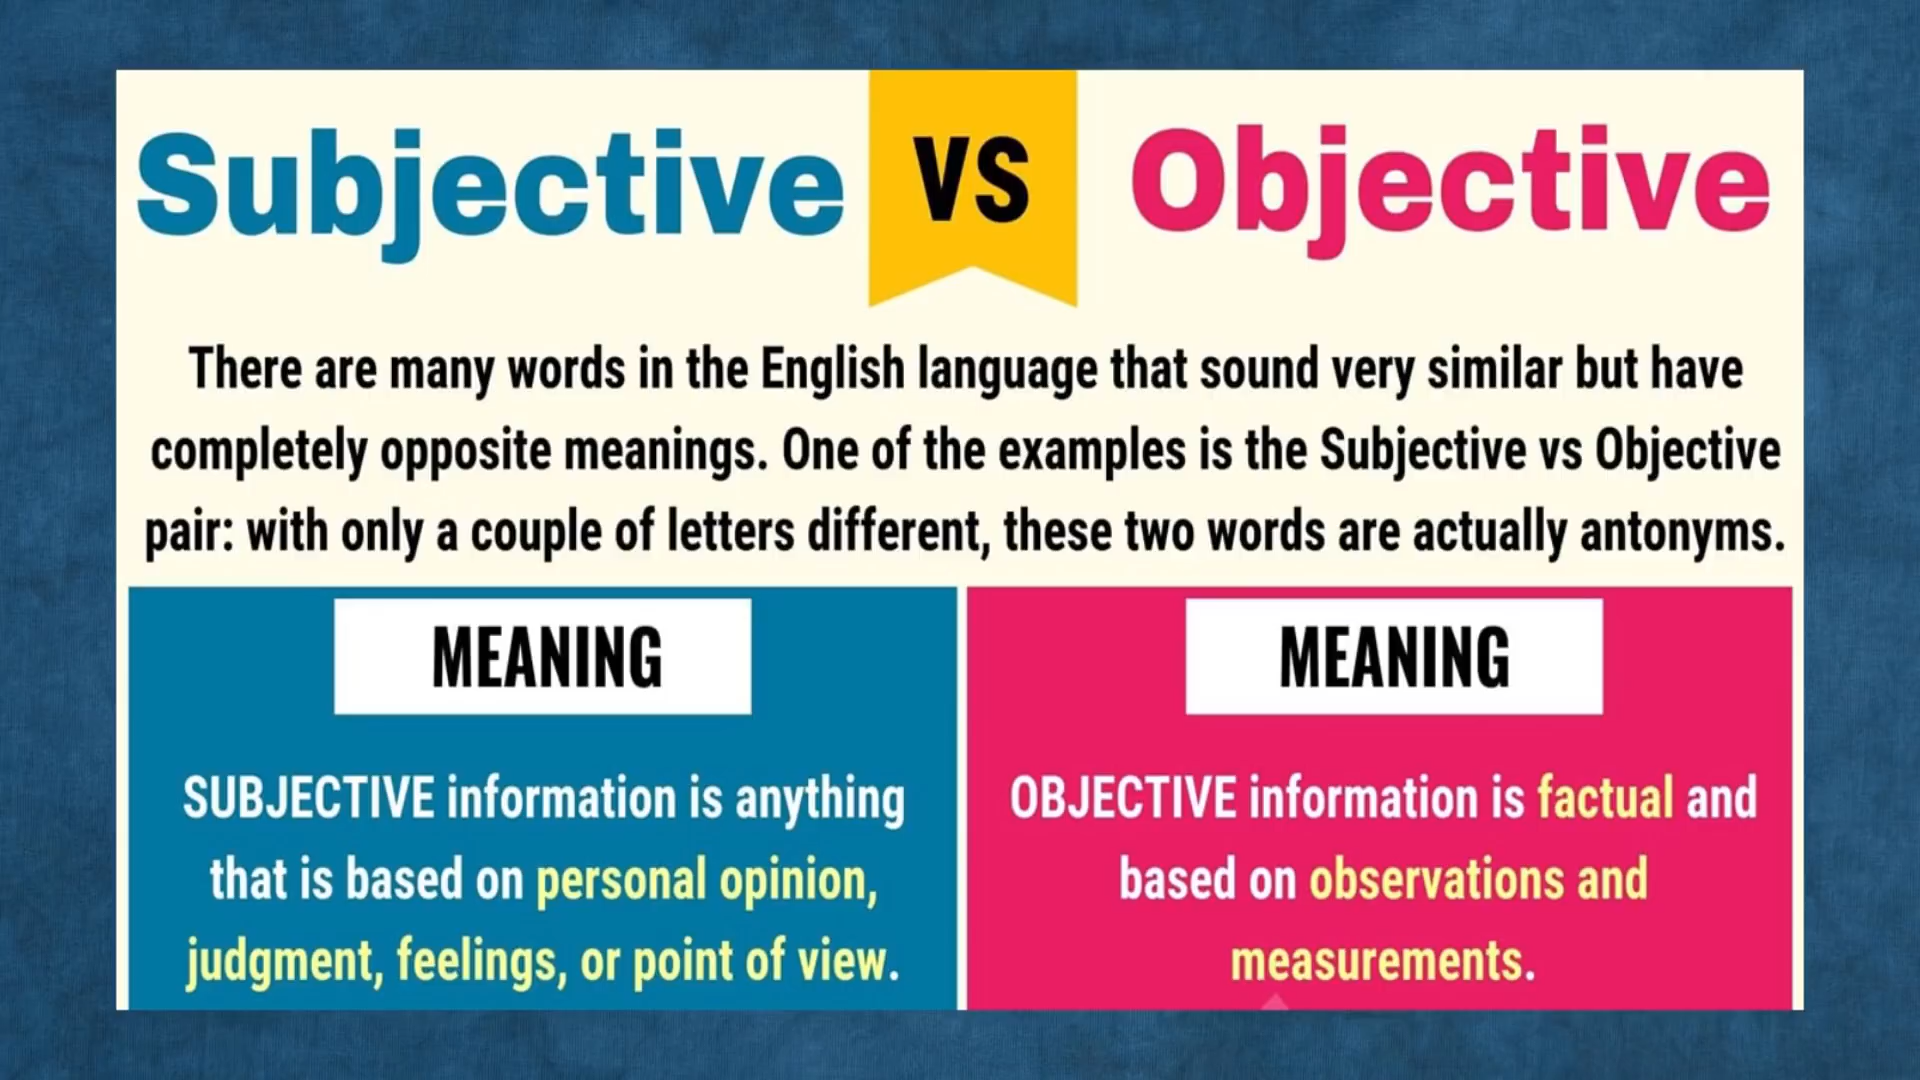 Subjective VS Objective
There are many words in the English language that sound very similar but have
completely opposite meanings. One of the examples is the Subjective vs Objective
pair: with only a couple of letters different, these two words are actually antonyms.
MEANING
SUBJECTIVE information is anything
that is based on personal opinion,
judgment, feelings, or point of view.
MEANING
OBJECTIVE information is factual and
based on observations and
measurements.